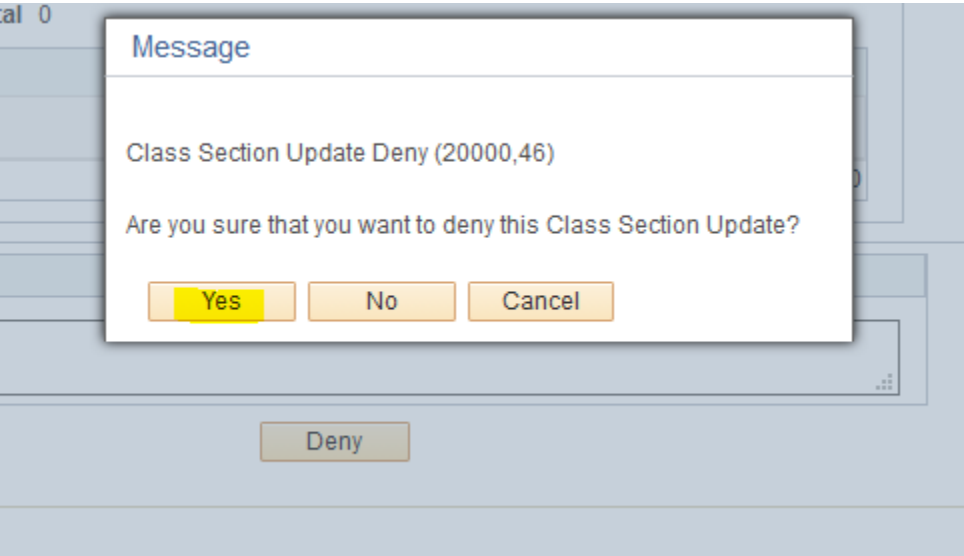 tal 0
Message
Class Section Update Deny (20000,46)
Are you sure that you want to deny this Class Section Update?
Yes No Cancel
Deny